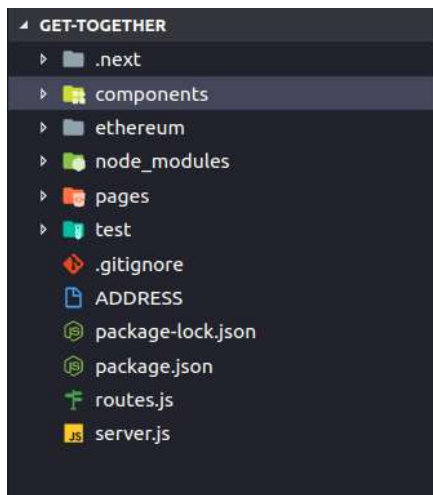 GET-TOGETHER
.next
components
ethereum
node_modules
pages
test
.gitignore
ADDRESS
package-lock.json
package.json
routes.js
JS server.js